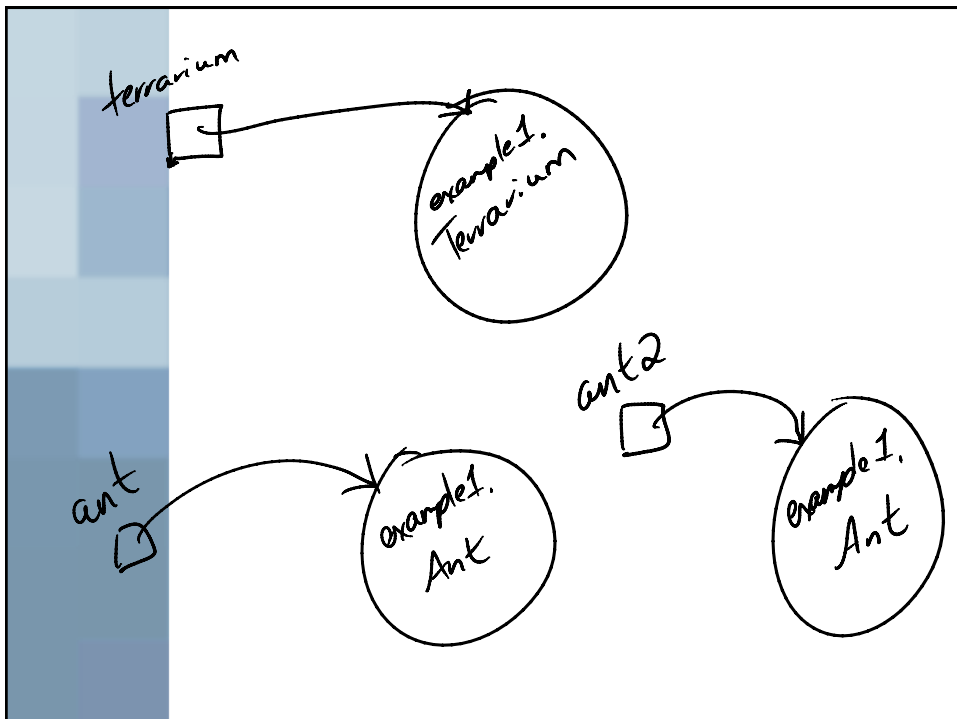 terrarium
example1.
Terrarium
ant2
ant
example1.
Ant
example1.
Ant